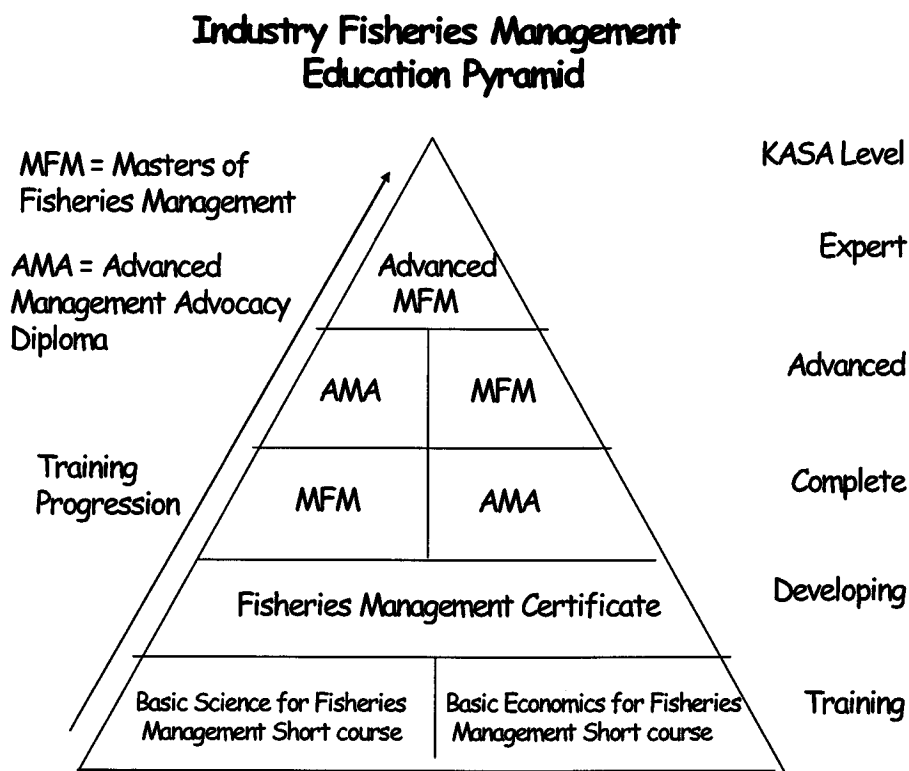 Industry Fisheries Management
Education Pyramid
MFM = Masters of
Fisheries Management
KASA Level
AMA = Advanced
Management Advocacy
Diploma
Expert
Advanced
MFM
Advanced
AMA
MFM
Training
Progression
Complete
MFM
AMA
Developing
Fisheries Management Certificate
Training
Basic Science for Fisheries
Management Short course
Basic Economics for Fisheries
Management Short course